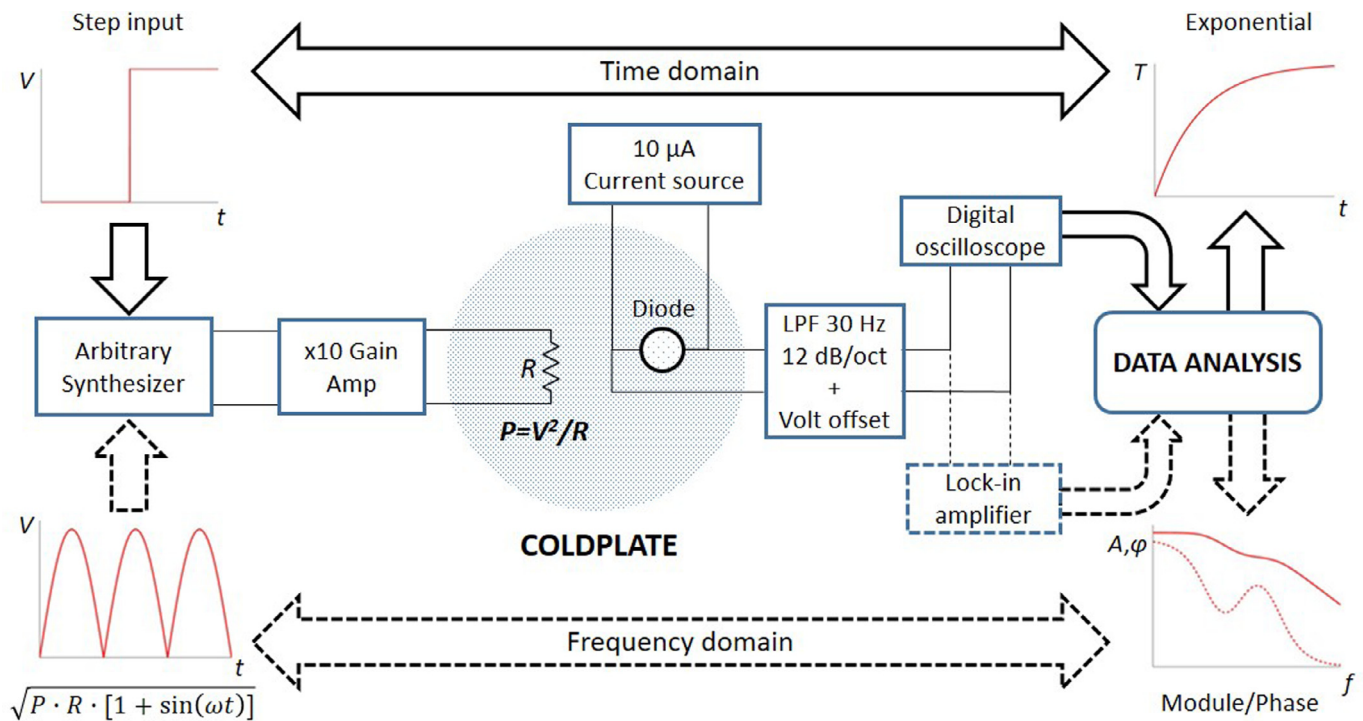 Step input
Exponential
V
t
Time domain
T
t
10 µA
Current source
Digital
oscilloscope
Diode
Arbitrary
Synthesizer
x10 Gain
Amp
R
P=V²/R
LPF 30 Hz
12 dB/oct
+
Volt offset
DATA ANALYSIS
Lock-in
amplifier
COLDPLATE
V
t
√P · R · [1 + sin(ωt)]
Frequency domain
A,φ
f
Module/Phase